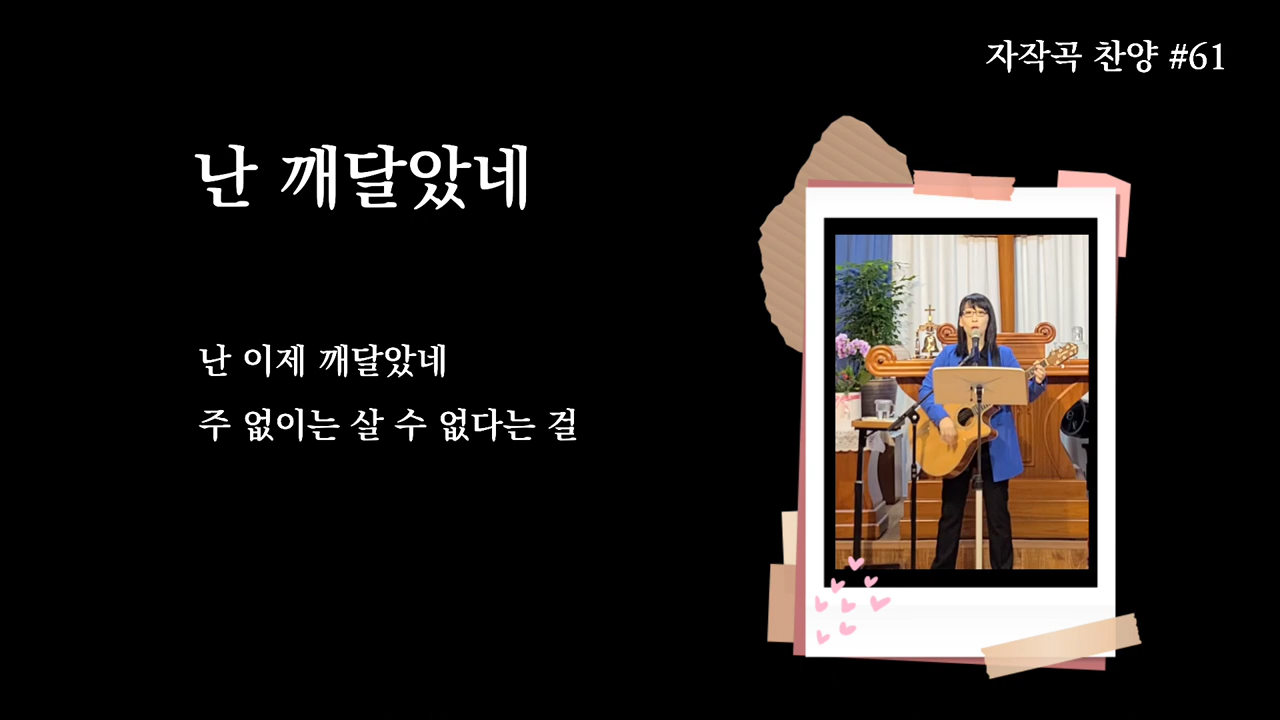 자작곡 찬양 #61
난 깨달았네
난 이제 깨달았네
주 없이는 살 수 없다는 걸